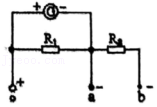 + G −
R₁ R₂
+ − −
o a b